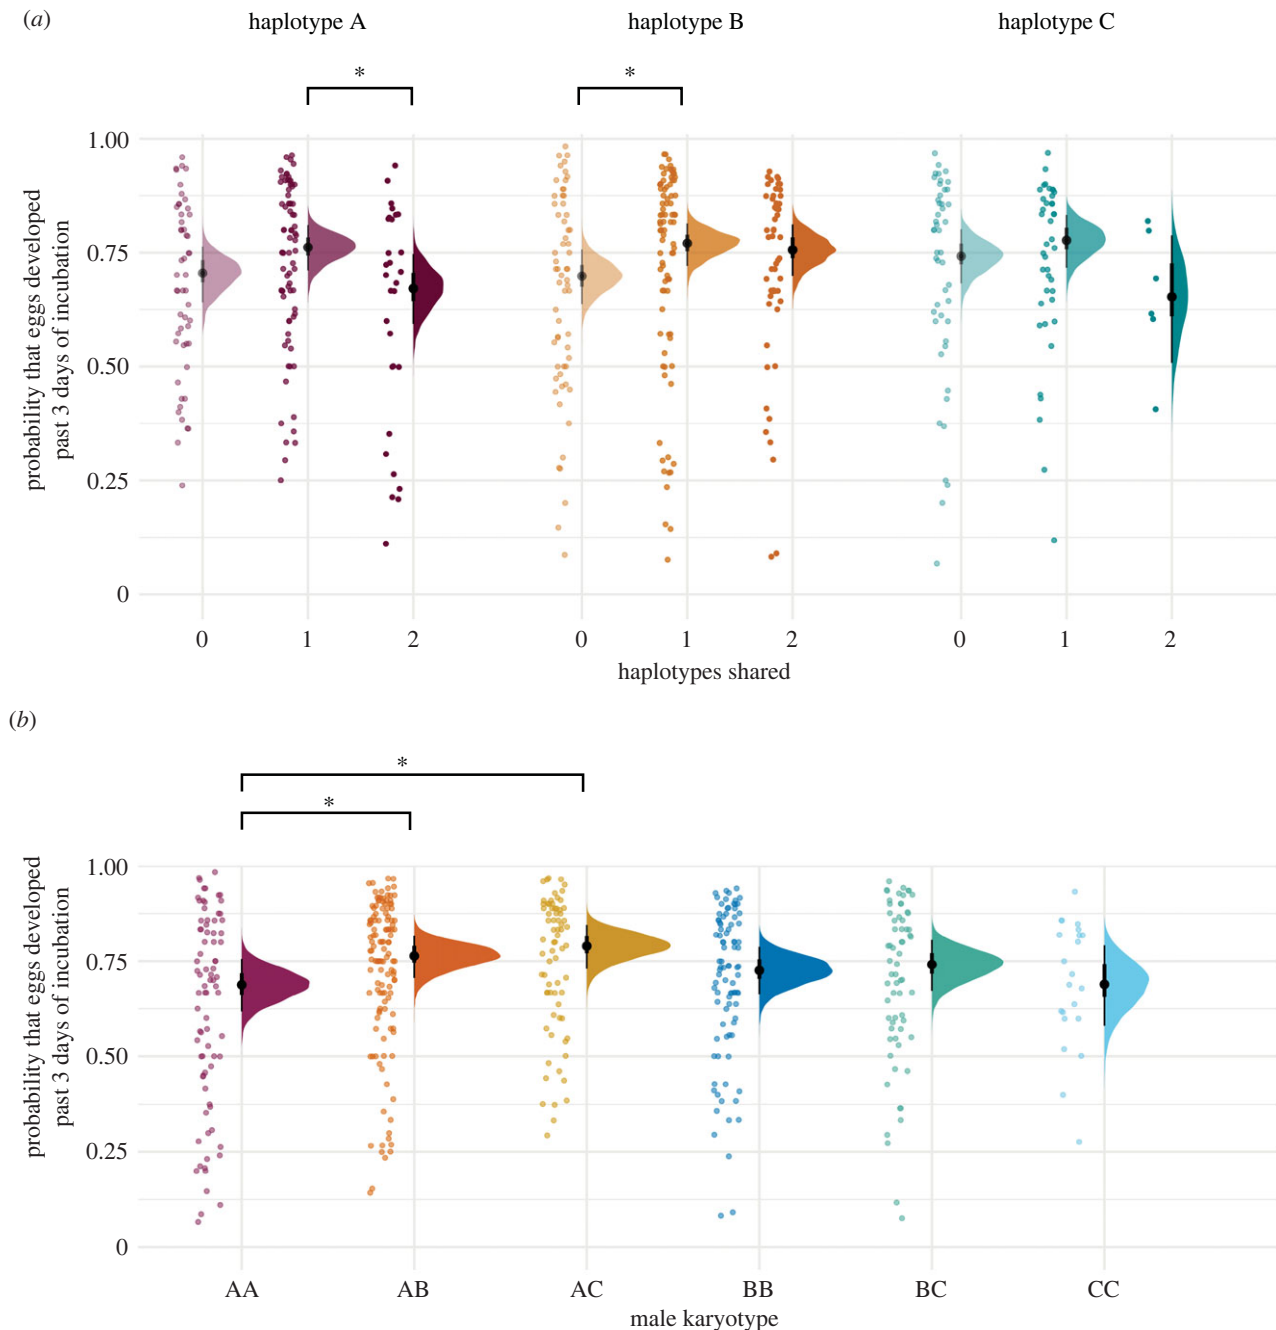 (a)
haplotype A haplotype B haplotype C
* *
1.00
0.75
0.50
0.25
0
probability that eggs developed
past 3 days of incubation
0 1 2 0 1 2 0 1 2
haplotypes shared
(b)
*
*
1.00
0.75
0.50
0.25
0
probability that eggs developed
past 3 days of incubation
AA AB AC BB BC CC
male karyotype